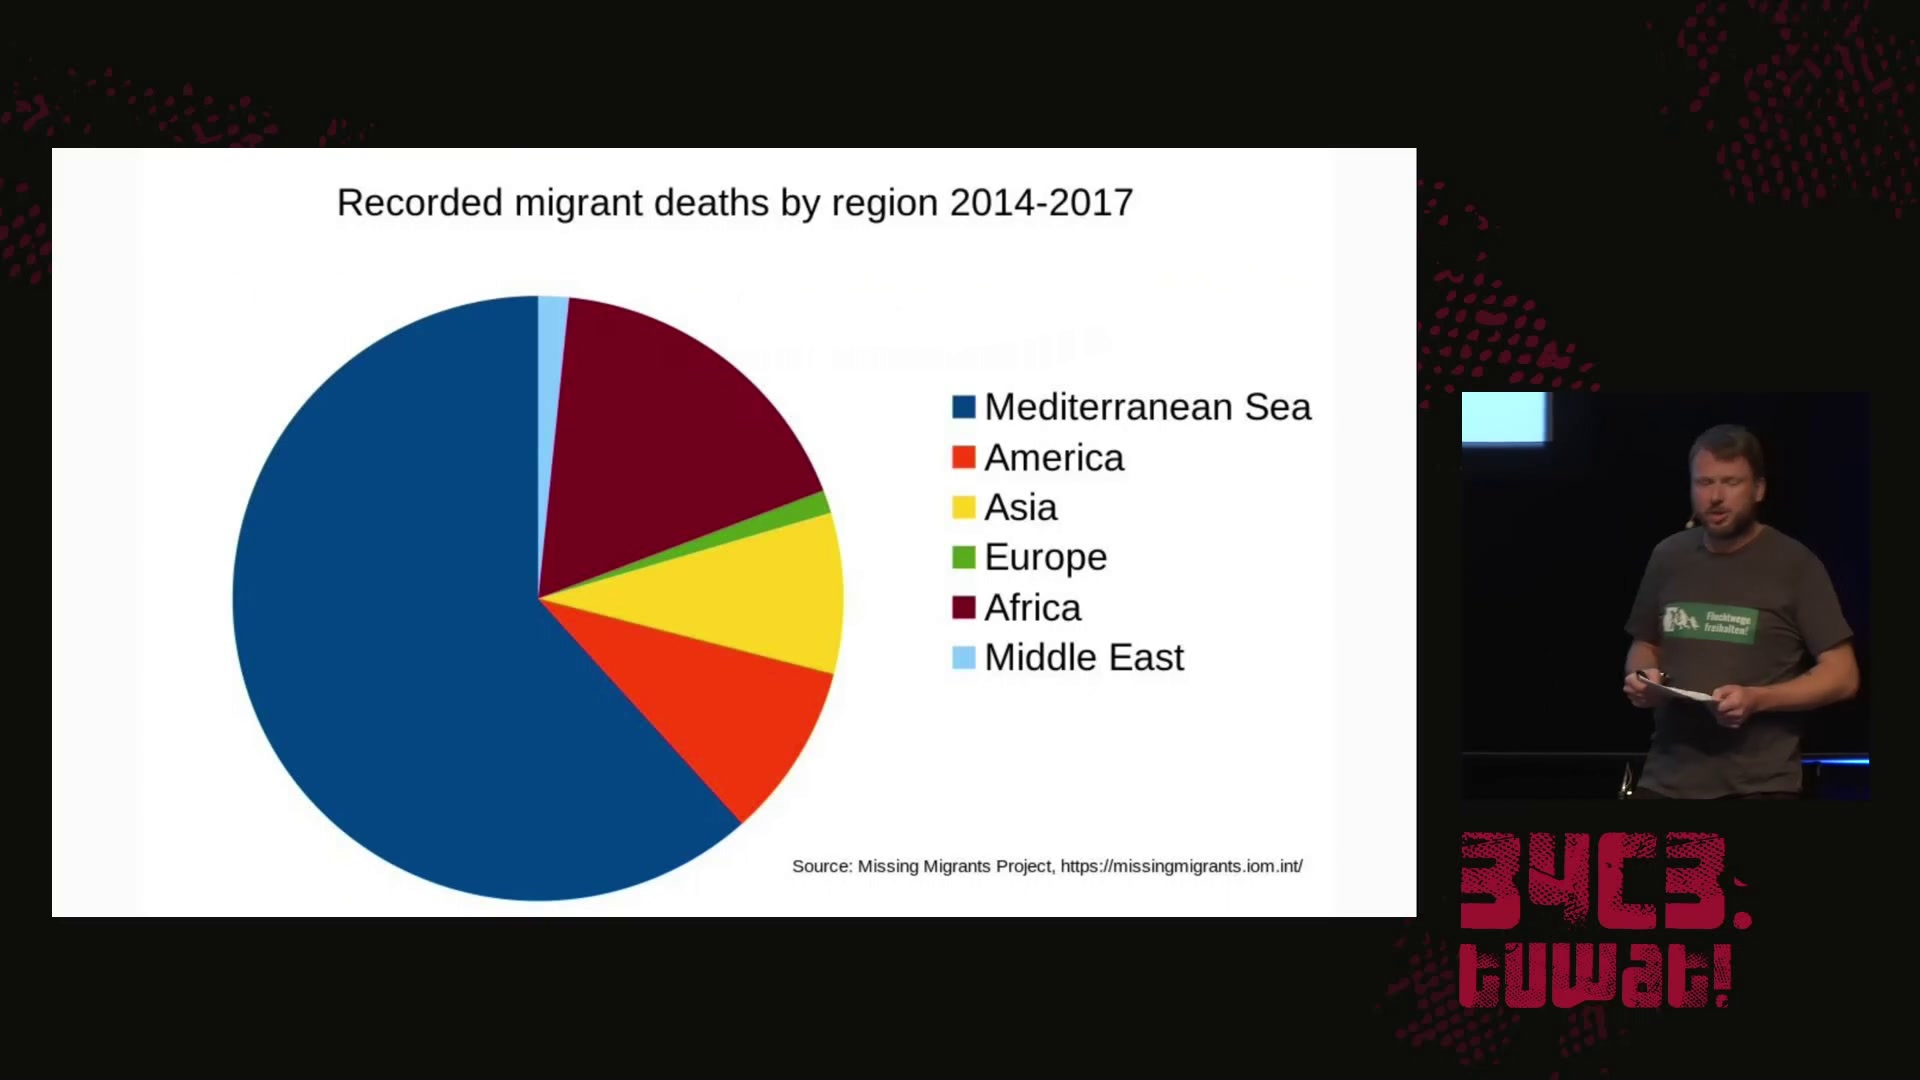 Recorded migrant deaths by region 2014-2017
Mediterranean Sea
America
Asia
Europe
Africa
Middle East
Source: Missing Migrants Project, https://missingmigrants.iom.int/
Fluchtwege
freihalten!
34C3.
tuwat!